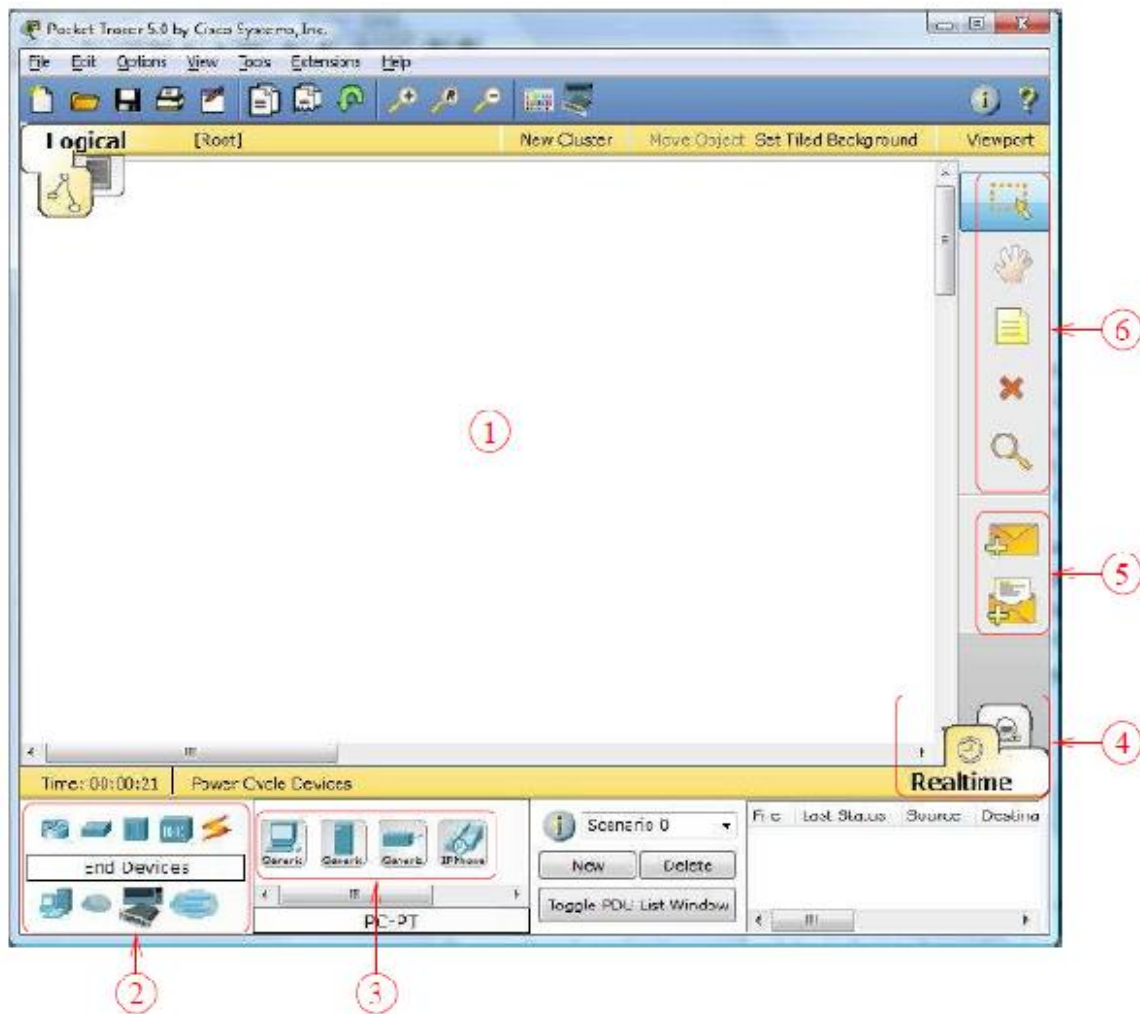 Packet Tracer 5.0 by Cisco Systems, Inc.
File Edit Options View Tools Extensions Help
Logical [Root] New Cluster Move Object Set Tiled Background Viewport
1
6
5
4
Time: 00:00:21 Power Cycle Devices Realtime
End Devices
Generic Generic Generic IPPhone
PC-PT
Scenario 0
New Delete
Toggle PDU List Window
Fire Last Status Source Destina
2
3